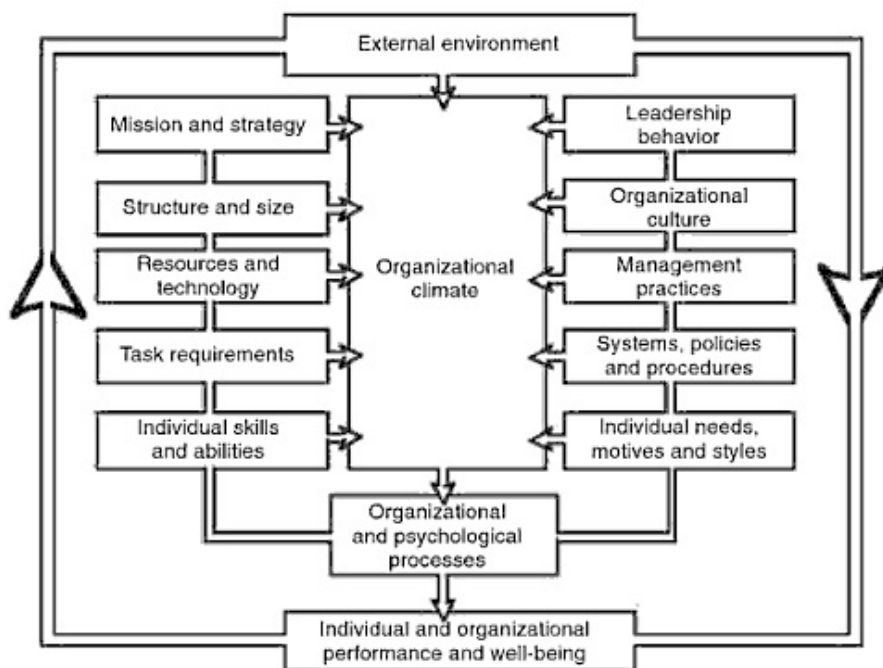 External environment
Mission and strategy
Structure and size
Resources and
technology
Task requirements
Individual skills
and abilities
Organizational
climate
Leadership
behavior
Organizational
culture
Management
practices
Systems, policies
and procedures
Individual needs,
motives and styles
Organizational
and psychological
processes
Individual and organizational
performance and well-being